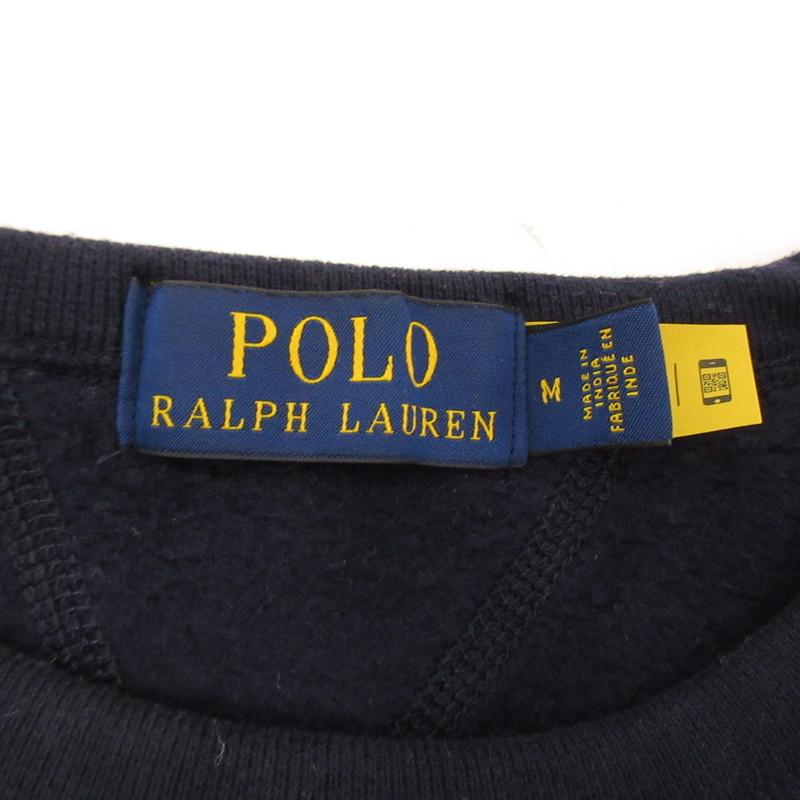 POLO
RALPH LAUREN
M
MADE IN
INDIA
FABRIQUÉ EN
INDE